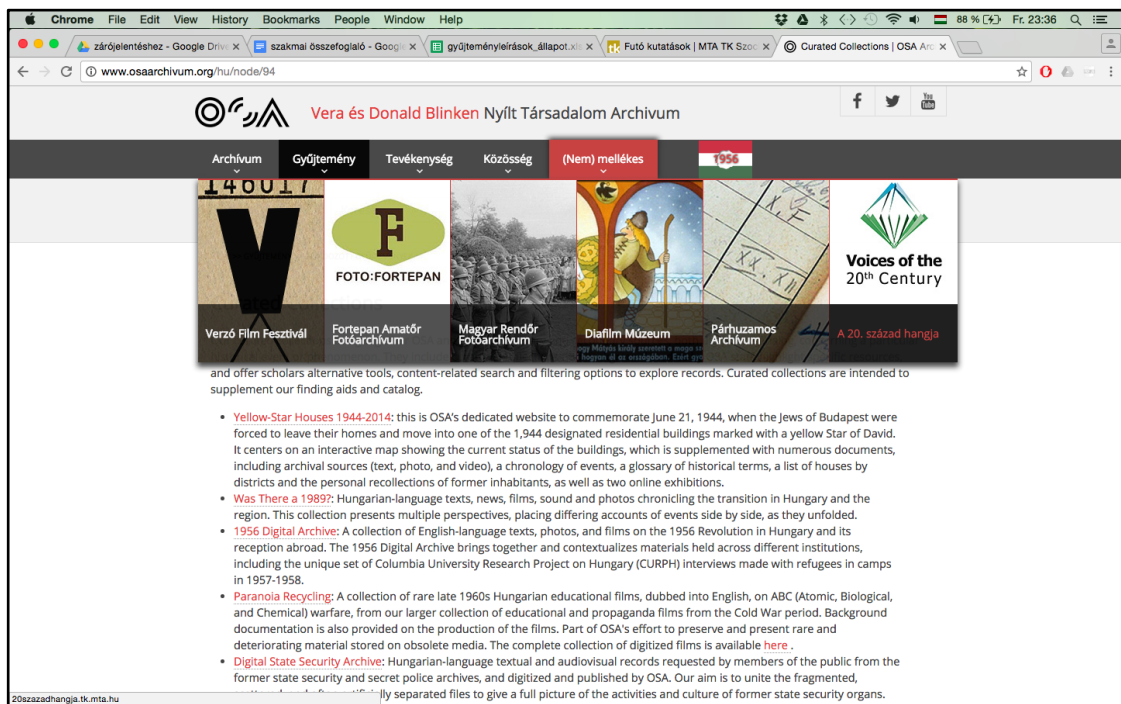 Chrome File Edit View History Bookmarks People Window Help 88 % Fr. 23:36
zárójelentéshez - Google Drive szakmai összefoglaló - Google gyűjteményleírások_állapot.xls Futó kutatások | MTA TK Szoc Curated Collections | OSA Arc
www.osaarchivum.org/hu/node/94
OSA Vera és Donald Blinken Nyílt Társadalom Archivum
You Tube
Archívum Gyűjtemény Tevékenység Közösség (Nem) mellékes 1956
146017
V
F
FOTO:FORTEPAN
XX. XII
Voices of the
20th Century
Verzó Film Fesztivál
Fortepan Amatőr
Fotóarchívum
Magyar Rendőr
Fotóarchívum
Diafilm Múzeum
Párhuzamos
Archívum
A 20. század hangja
and offer scholars alternative tools, content-related search and filtering options to explore records. Curated collections are intended to
supplement our finding aids and catalog.
• Yellow-Star Houses 1944-2014: this is OSA's dedicated website to commemorate June 21, 1944, when the Jews of Budapest were
forced to leave their homes and move into one of the 1,944 designated residential buildings marked with a yellow Star of David.
It centers on an interactive map showing the current status of the buildings, which is supplemented with numerous documents,
including archival sources (text, photo, and video), a chronology of events, a glossary of historical terms, a list of houses by
districts and the personal recollections of former inhabitants, as well as two online exhibitions.
• Was There a 1989?: Hungarian-language texts, news, films, sound and photos chronicling the transition in Hungary and the
region. This collection presents multiple perspectives, placing differing accounts of events side by side, as they unfolded.
• 1956 Digital Archive: A collection of English-language texts, photos, and films on the 1956 Revolution in Hungary and its
reception abroad. The 1956 Digital Archive brings together and contextualizes materials held across different institutions,
including the unique set of Columbia University Research Project on Hungary (CURPH) interviews made with refugees in camps
in 1957-1958.
• Paranoia Recycling: A collection of rare late 1960s Hungarian educational films, dubbed into English, on ABC (Atomic, Biological,
and Chemical) warfare, from our larger collection of educational and propaganda films from the Cold War period. Background
documentation is also provided on the production of the films. Part of OSA's effort to preserve and present rare and
deteriorating material stored on obsolete media. The complete collection of digitized films is available here .
• Digital State Security Archive: Hungarian-language textual and audiovisual records requested by members of the public from the
former state security and secret police archives, and digitized and published by OSA. Our aim is to unite the fragmented,
separated files to give a full picture of the activities and culture of former state security organs.
20szazadhangja.tk.mta.hu